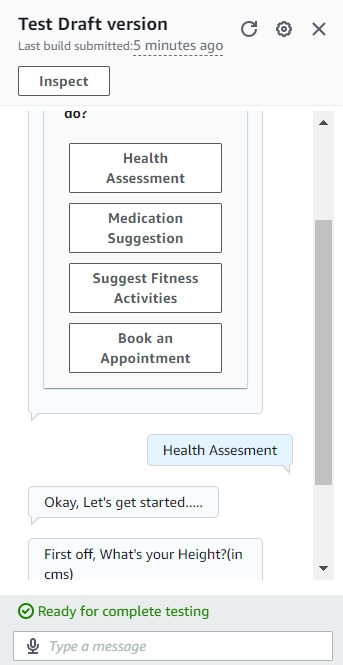 Test Draft version
Last build submitted:5 minutes ago
Inspect
do?
Health
Assessment
Medication
Suggestion
Suggest Fitness
Activities
Book an
Appointment
Health Assesment
Okay, Let's get started.....
First off, What's your Height?(in
cms)
Ready for complete testing
Type a message